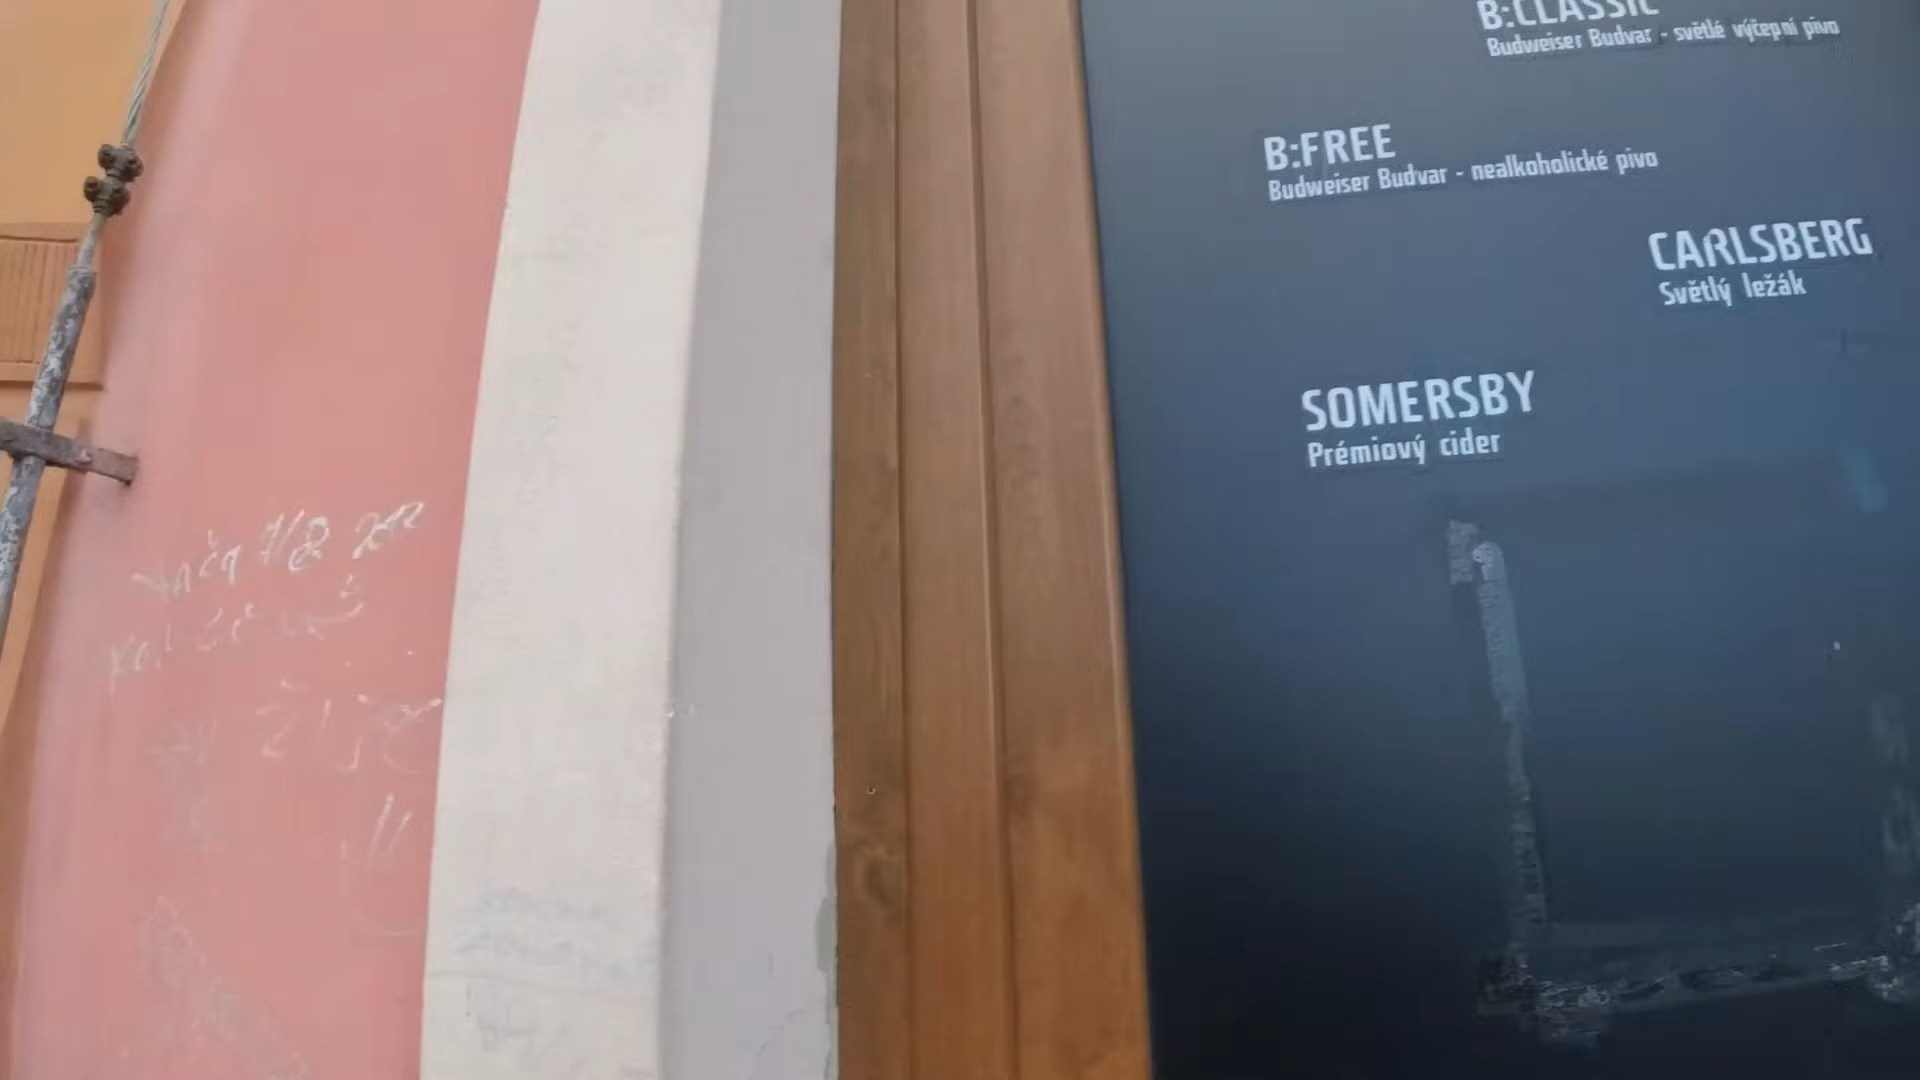 B:CLASSIC
Budweiser Budvar - světlé výčepní pivo
B:FREE
Budweiser Budvar - nealkoholické pivo
CARLSBERG
Světlý ležák
SOMERSBY
Prémiový cider